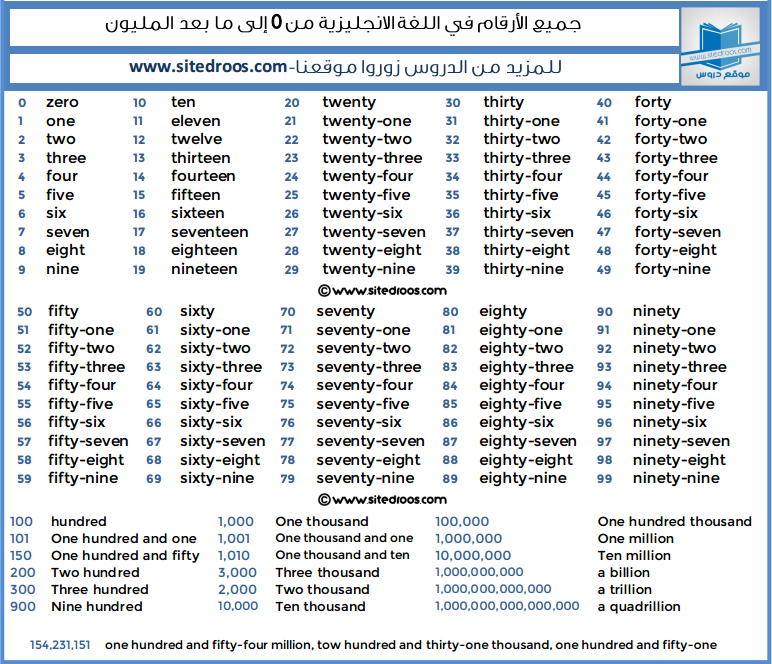 جميع الأرقام في اللغة الانجليزية من 0 إلى ما بعد المليون
للمزيد من الدروس زوروا موقعنا-www.sitedroos.com
www.sitedroos.com
موقع دروس
0 zero 10 ten 20 twenty 30 thirty 40 forty
1 one 11 eleven 21 twenty-one 31 thirty-one 41 forty-one
2 two 12 twelve 22 twenty-two 32 thirty-two 42 forty-two
3 three 13 thirteen 23 twenty-three 33 thirty-three 43 forty-three
4 four 14 fourteen 24 twenty-four 34 thirty-four 44 forty-four
5 five 15 fifteen 25 twenty-five 35 thirty-five 45 forty-five
6 six 16 sixteen 26 twenty-six 36 thirty-six 46 forty-six
7 seven 17 seventeen 27 twenty-seven 37 thirty-seven 47 forty-seven
8 eight 18 eighteen 28 twenty-eight 38 thirty-eight 48 forty-eight
9 nine 19 nineteen 29 twenty-nine 39 thirty-nine 49 forty-nine
©www.sitedroos.com
50 fifty 60 sixty 70 seventy 80 eighty 90 ninety
51 fifty-one 61 sixty-one 71 seventy-one 81 eighty-one 91 ninety-one
52 fifty-two 62 sixty-two 72 seventy-two 82 eighty-two 92 ninety-two
53 fifty-three 63 sixty-three 73 seventy-three 83 eighty-three 93 ninety-three
54 fifty-four 64 sixty-four 74 seventy-four 84 eighty-four 94 ninety-four
55 fifty-five 65 sixty-five 75 seventy-five 85 eighty-five 95 ninety-five
56 fifty-six 66 sixty-six 76 seventy-six 86 eighty-six 96 ninety-six
57 fifty-seven 67 sixty-seven 77 seventy-seven 87 eighty-seven 97 ninety-seven
58 fifty-eight 68 sixty-eight 78 seventy-eight 88 eighty-eight 98 ninety-eight
59 fifty-nine 69 sixty-nine 79 seventy-nine 89 eighty-nine 99 ninety-nine
©www.sitedroos.com
100 hundred 1,000 One thousand 100,000 One hundred thousand
101 One hundred and one 1,001 One thousand and one 1,000,000 One million
150 One hundred and fifty 1,010 One thousand and ten 10,000,000 Ten million
200 Two hundred 3,000 Three thousand 1,000,000,000 a billion
300 Three hundred 2,000 Two thousand 1,000,000,000,000 a trillion
900 Nine hundred 10,000 Ten thousand 1,000,000,000,000,000 a quadrillion
154,231,151 one hundred and fifty-four million, tow hundred and thirty-one thousand, one hundred and fifty-one